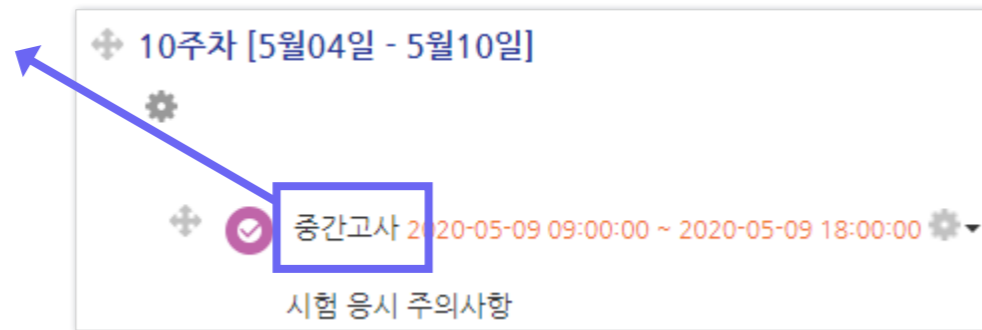 10주차 [5월04일 - 5월10일]
중간고사 2020-05-09 09:00:00 ~ 2020-05-09 18:00:00
시험 응시 주의사항